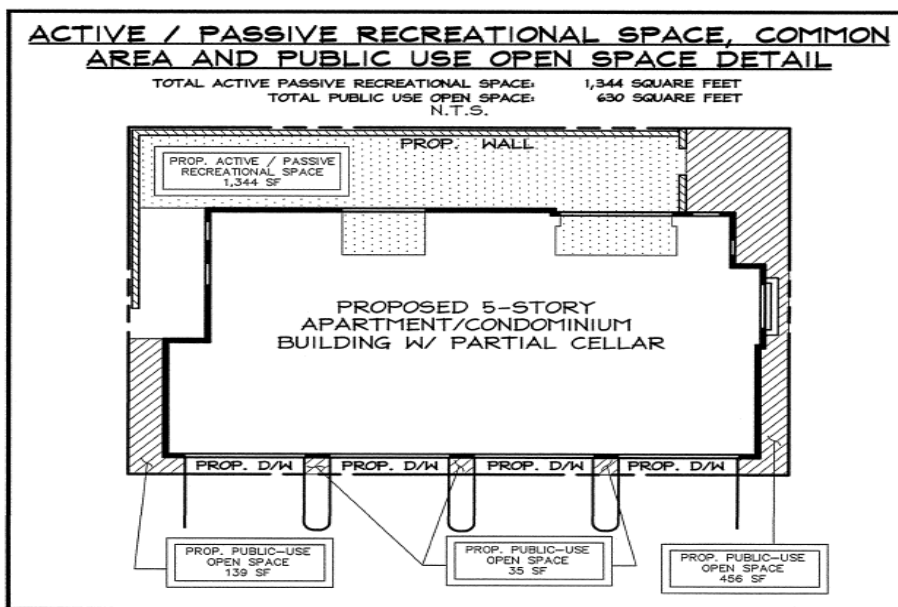 ACTIVE / PASSIVE RECREATIONAL SPACE, COMMON
AREA AND PUBLIC USE OPEN SPACE DETAIL
TOTAL ACTIVE PASSIVE RECREATIONAL SPACE: 1,344 SQUARE FEET
TOTAL PUBLIC USE OPEN SPACE: 630 SQUARE FEET
N.T.S.
PROP. WALL
PROP. ACTIVE / PASSIVE
RECREATIONAL SPACE
1,344 SF
PROPOSED 5-STORY
APARTMENT/CONDOMINIUM
BUILDING W/ PARTIAL CELLAR
PROP. D/W PROP. D/W PROP. D/W PROP. D/W
PROP. PUBLIC-USE
OPEN SPACE
139 SF
PROP. PUBLIC-USE
OPEN SPACE
35 SF
PROP. PUBLIC-USE
OPEN SPACE
456 SF